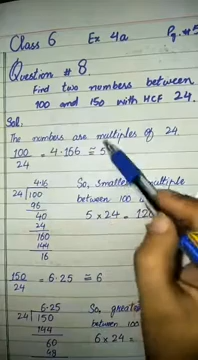 Class 6 Ex 4a Pg. #5
Question # 8.
Find two numbers between
100 and 150 with HCF 24.
Sol:
The numbers are multiples of 24
100/24 = 4.166 ≅ 5
4.16
24 | 100
96
40
24
160
144
16
So, smallest multiple
between 100
5 × 24 = 120
150/24 = 6.25 ≅ 6
6.25
24 | 150
144
60
48
So, greatest
between 100
6 × 24 =